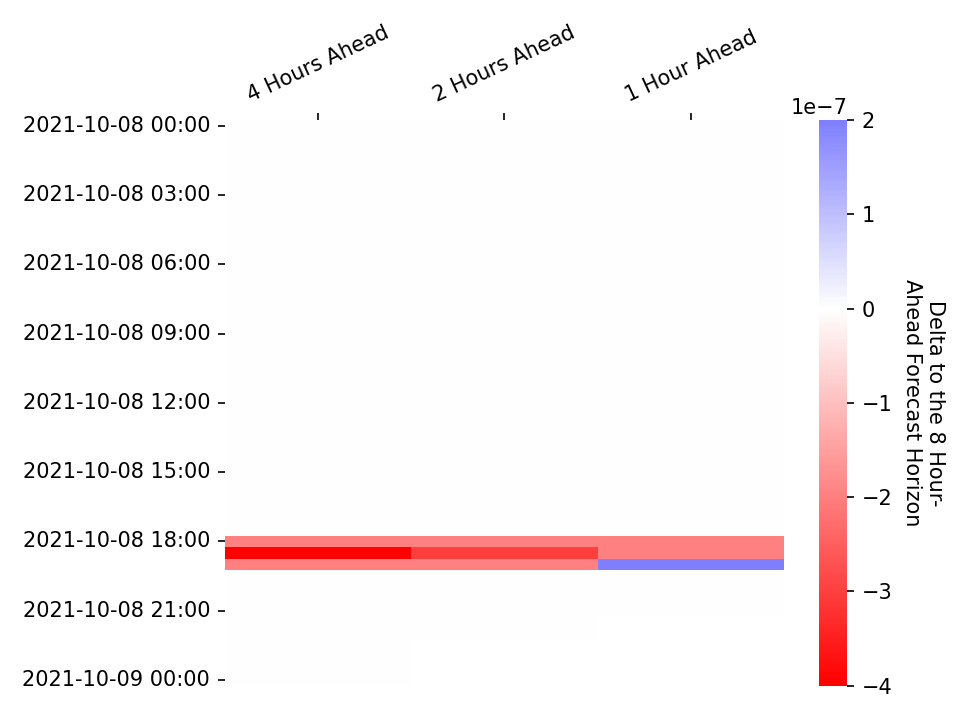 4 Hours Ahead
2 Hours Ahead
1 Hour Ahead
1e−7
2021-10-08 00:00
2021-10-08 03:00
2021-10-08 06:00
2021-10-08 09:00
2021-10-08 12:00
2021-10-08 15:00
2021-10-08 18:00
2021-10-08 21:00
2021-10-09 00:00
2
1
0
−1
−2
−3
−4
Delta to the 8 Hour-
Ahead Forecast Horizon